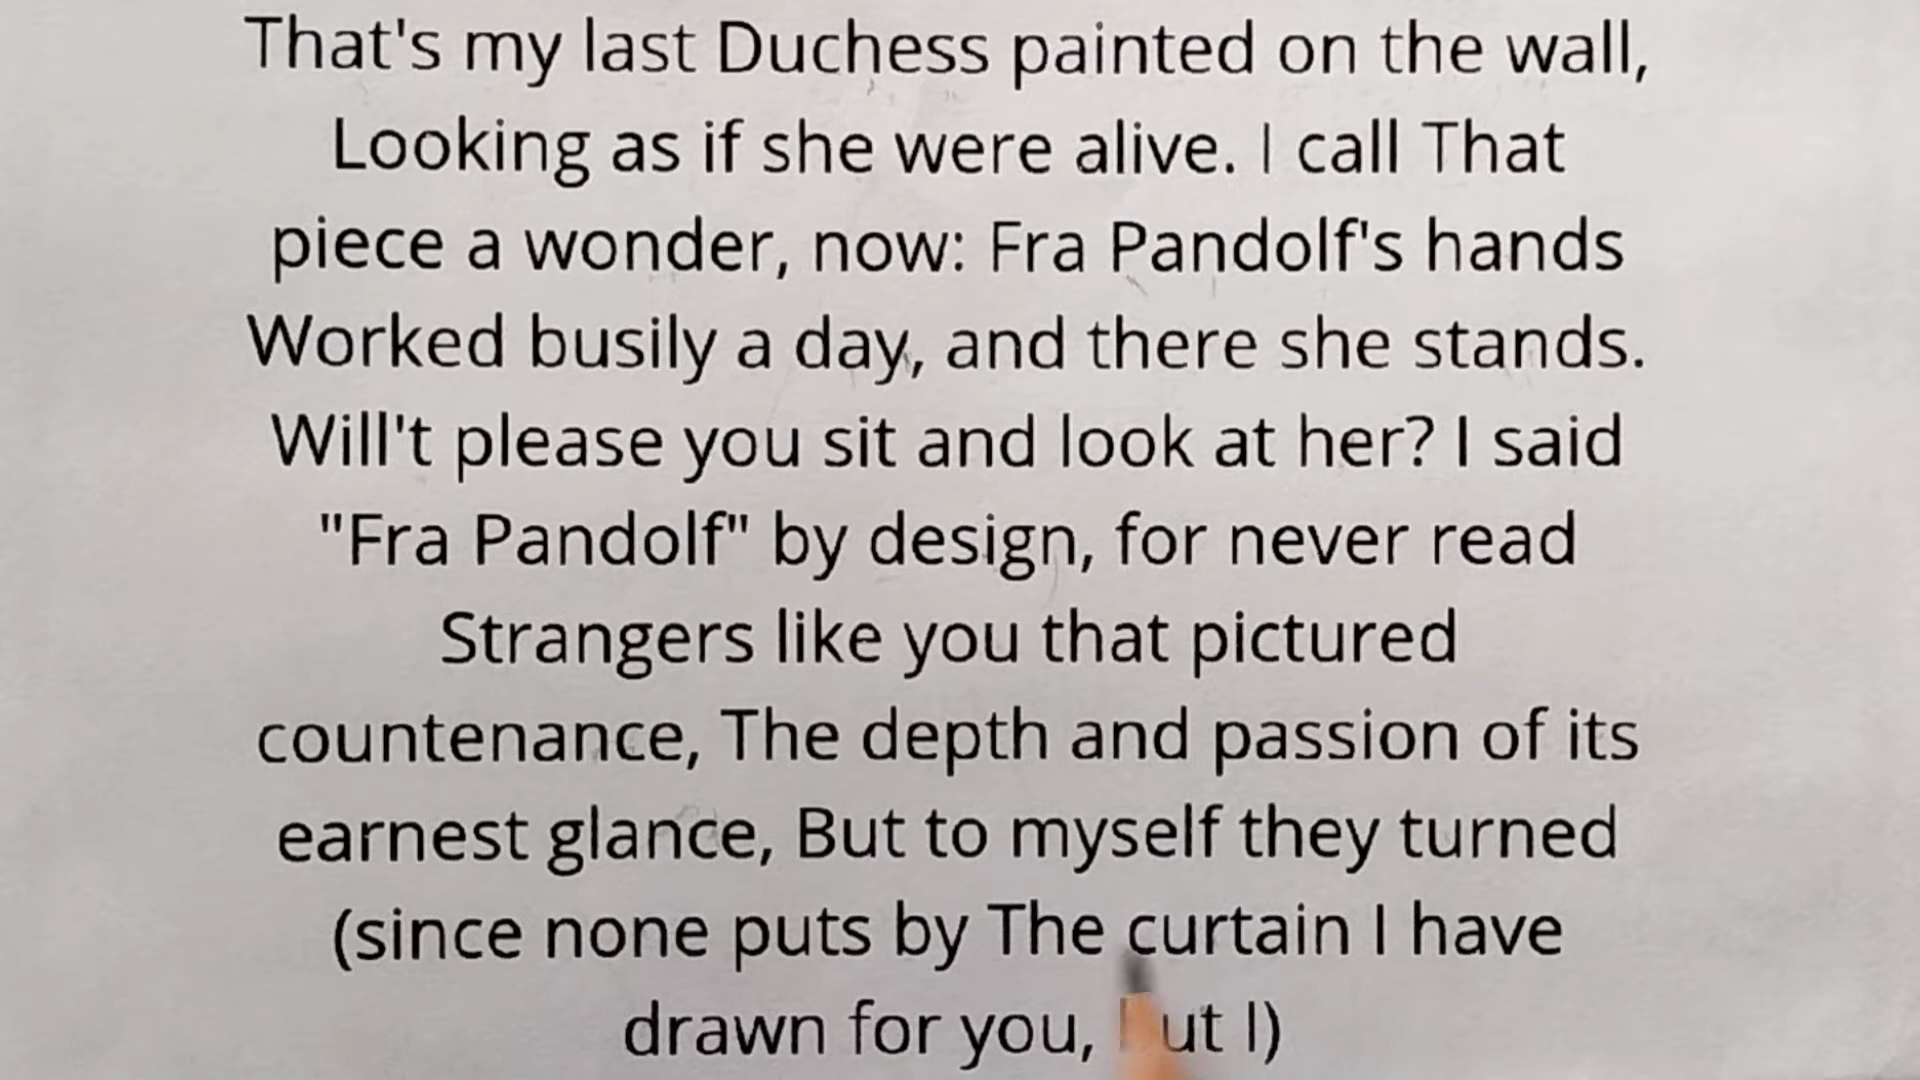 That's my last Duchess painted on the wall,
Looking as if she were alive. I call That
piece a wonder, now: Fra Pandolf's hands
Worked busily a day, and there she stands.
Will't please you sit and look at her? I said
"Fra Pandolf" by design, for never read
Strangers like you that pictured
countenance, The depth and passion of its
earnest glance, But to myself they turned
(since none puts by The curtain I have
drawn for you, I)